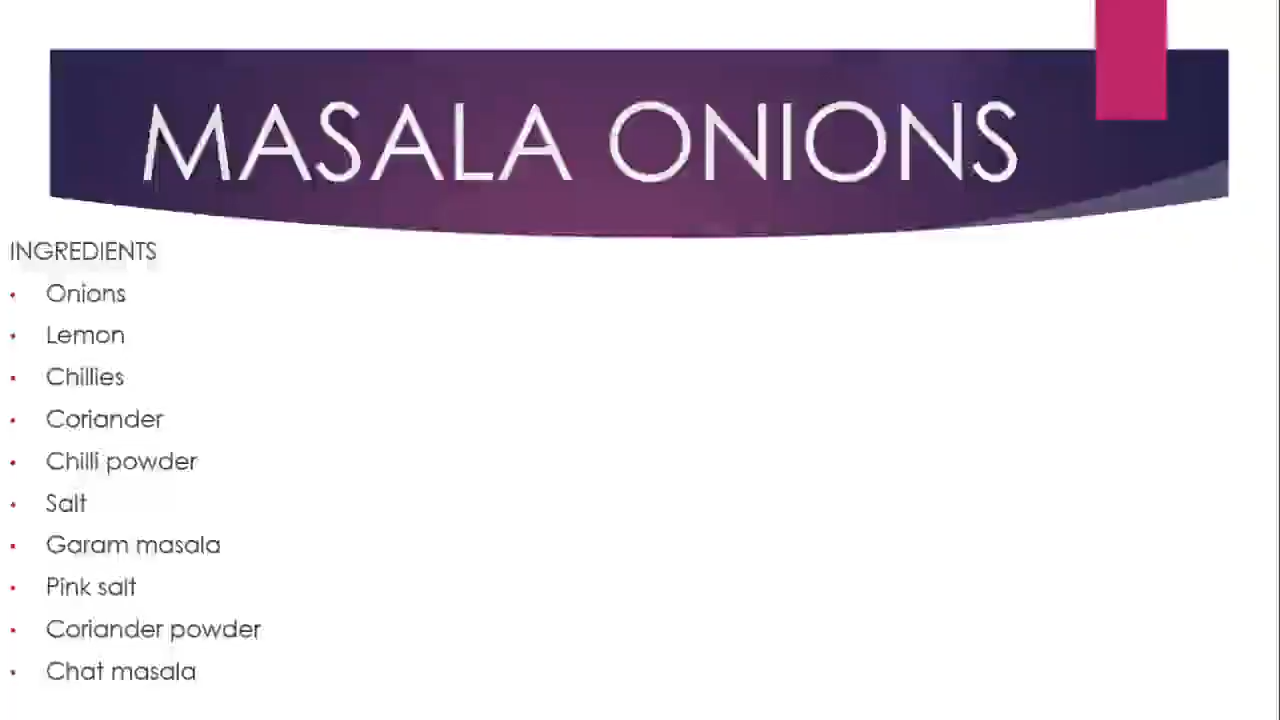 MASALA ONIONS
INGREDIENTS
• Onions
• Lemon
• Chillies
• Coriander
• Chilli powder
• Salt
• Garam masala
• Pink salt
• Coriander powder
• Chat masala